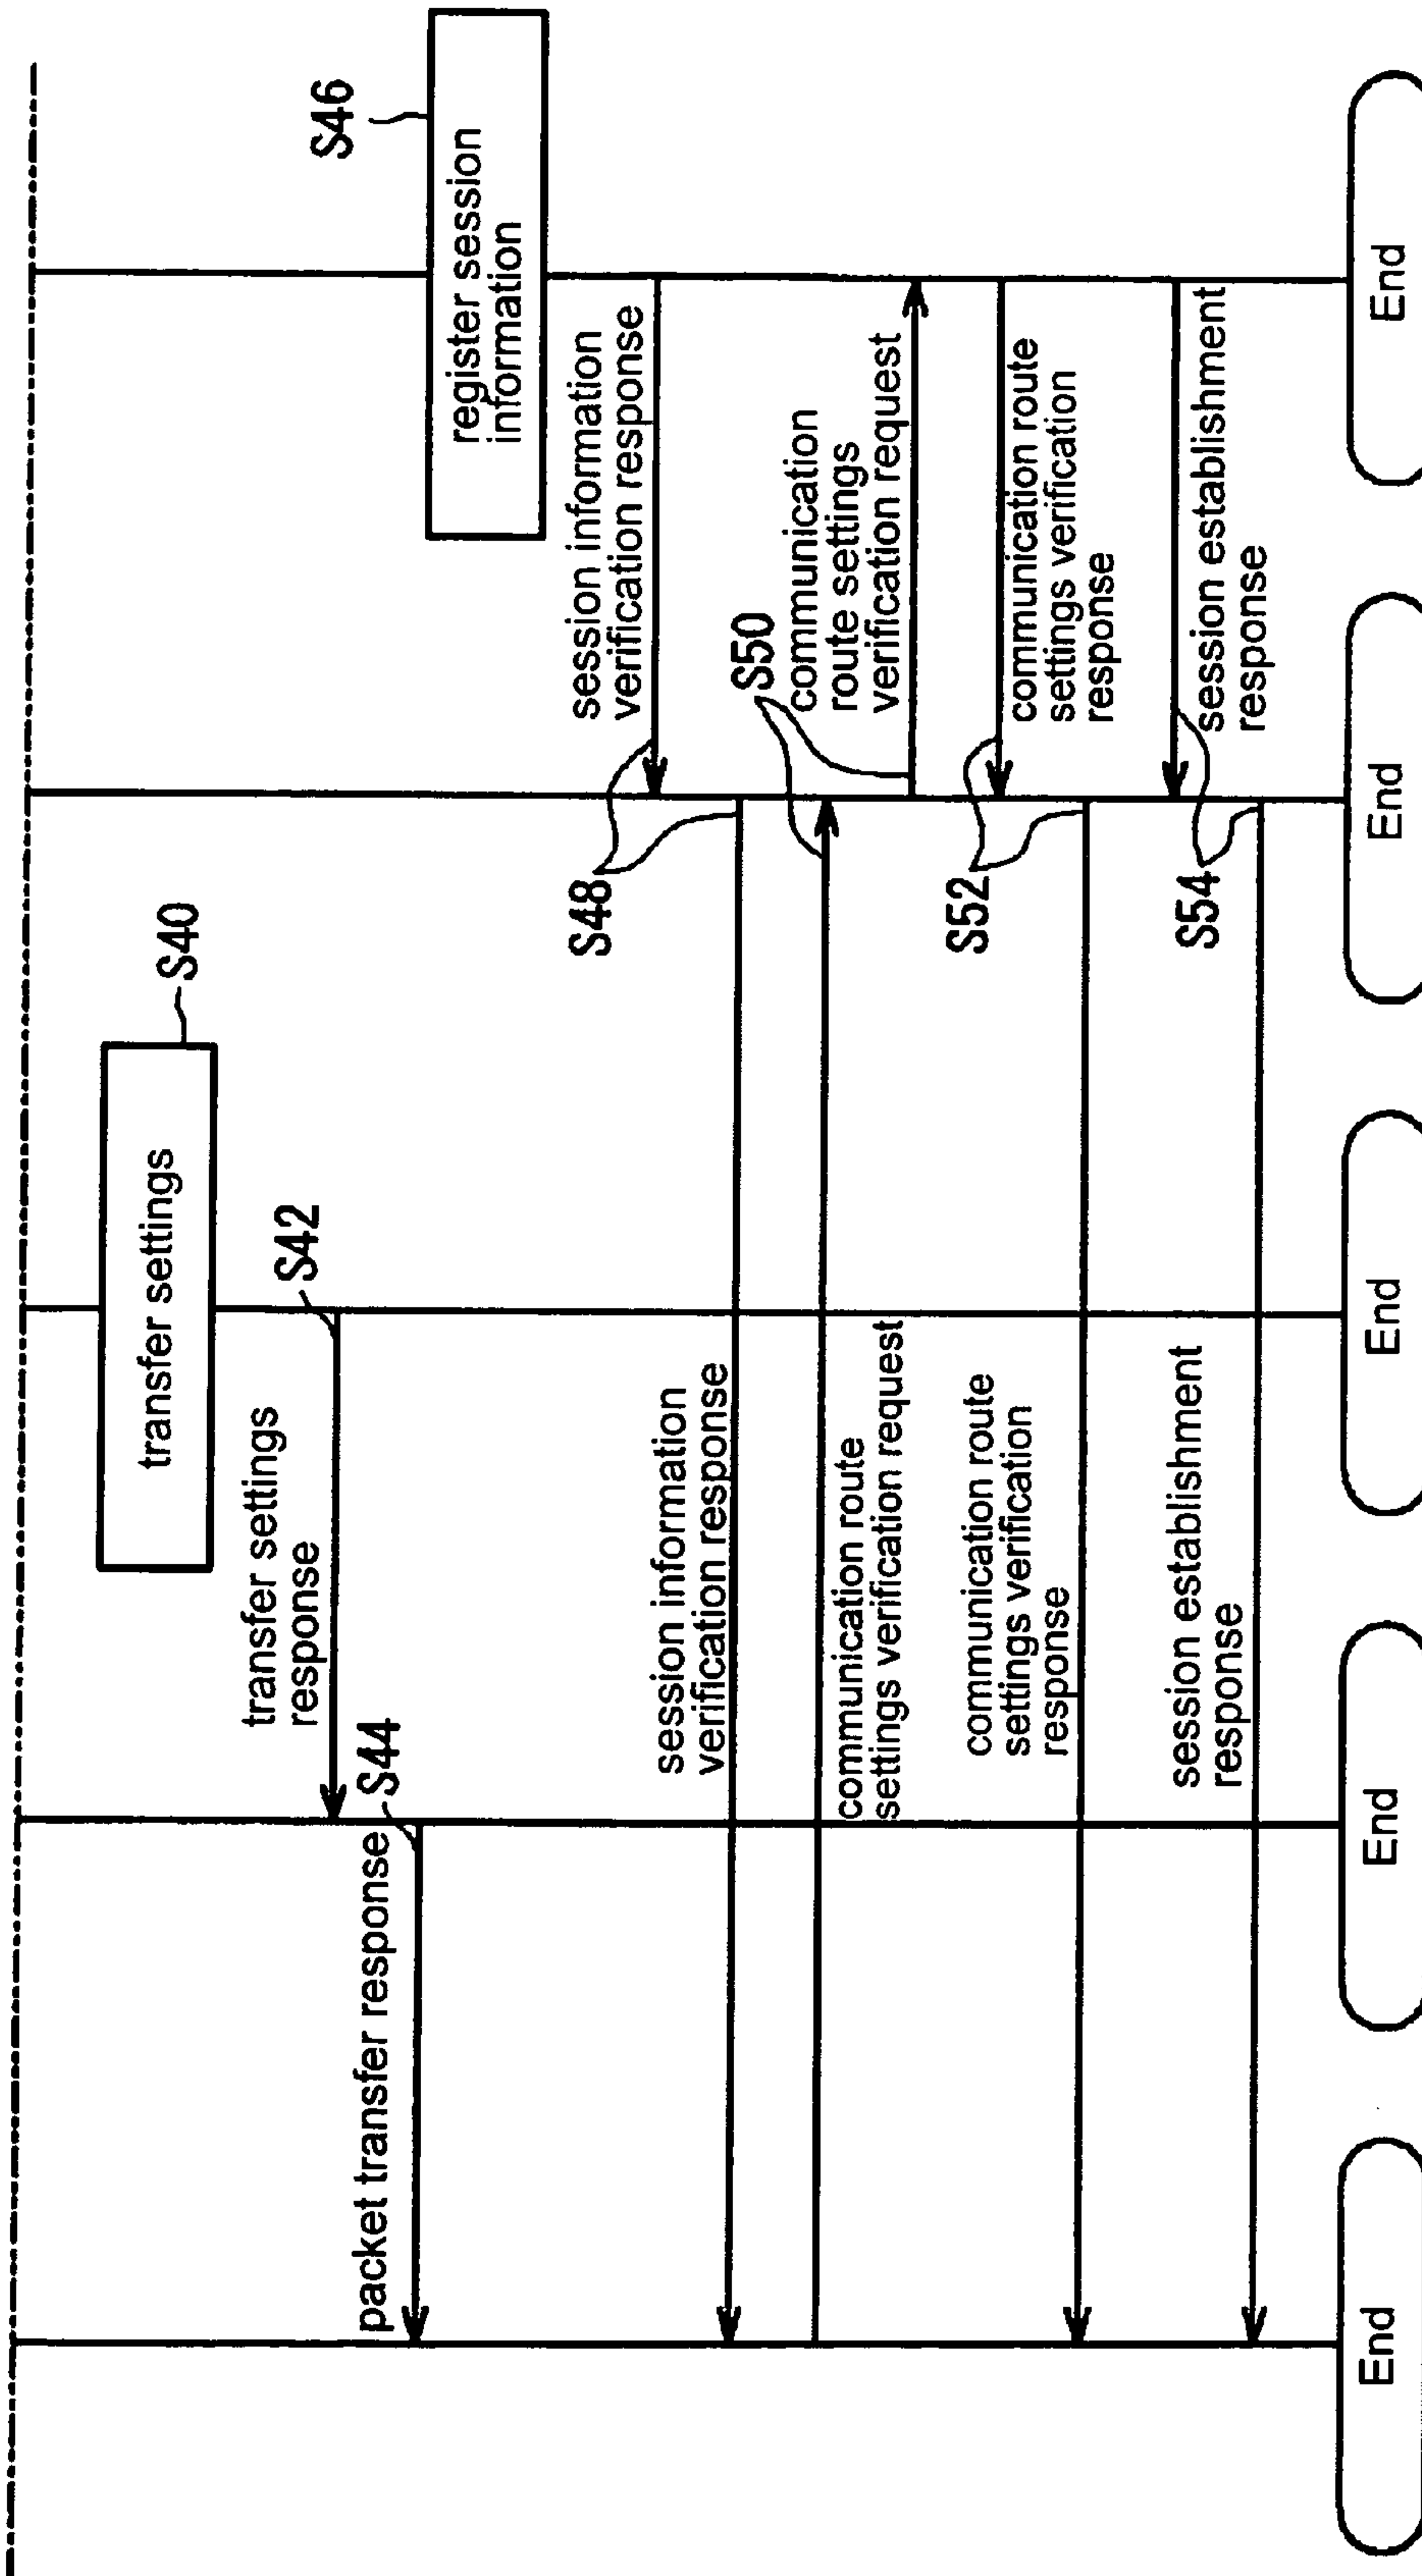 transfer settings
S40
transfer settings
response
S42
packet transfer response
S44
register session
information
S46
session information
verification response
session information
verification response
S48
communication route
settings verification request
communication
route settings
verification request
S50
communication route
settings verification
response
communication route
settings verification
response
S52
session establishment
response
session establishment
response
S54
End
End
End
End
End